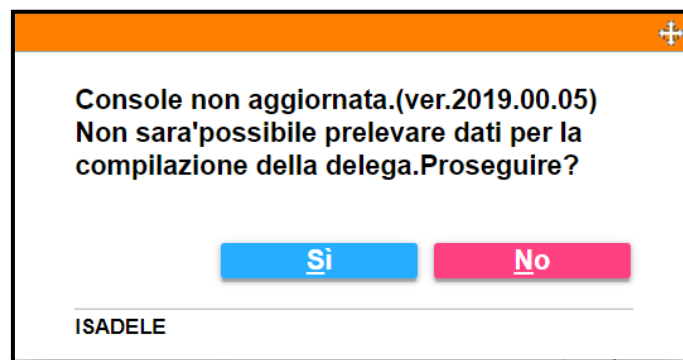 Console non aggiornata.(ver.2019.00.05)
Non sara'possibile prelevare dati per la
compilazione della delega.Proseguire?
Sì
No
ISADELE